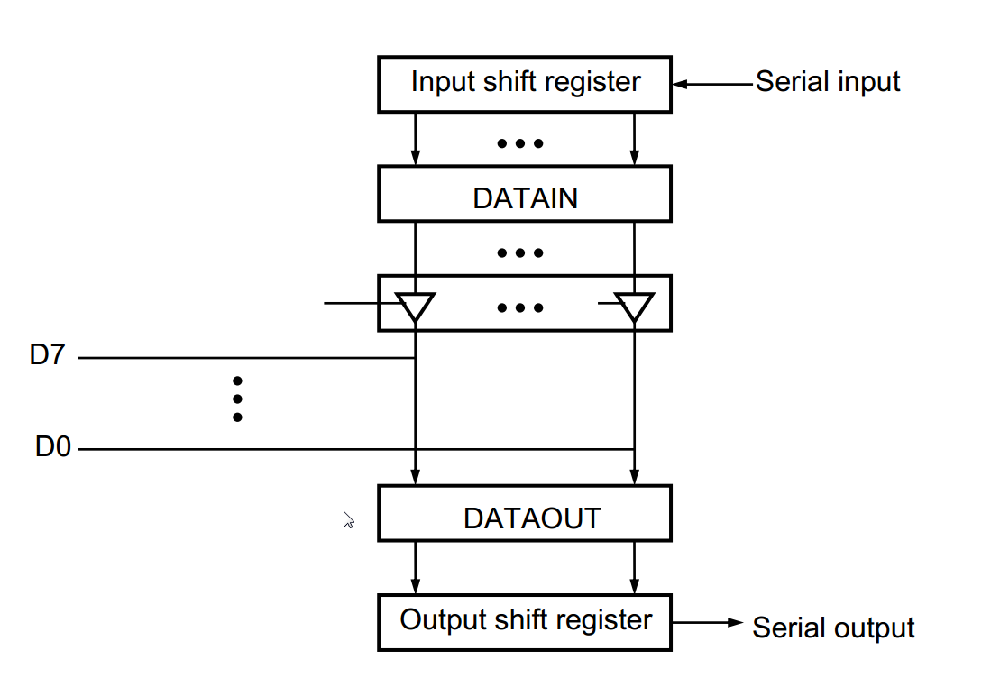 Input shift register
Serial input
DATAIN
D7
D0
DATAOUT
Output shift register
Serial output